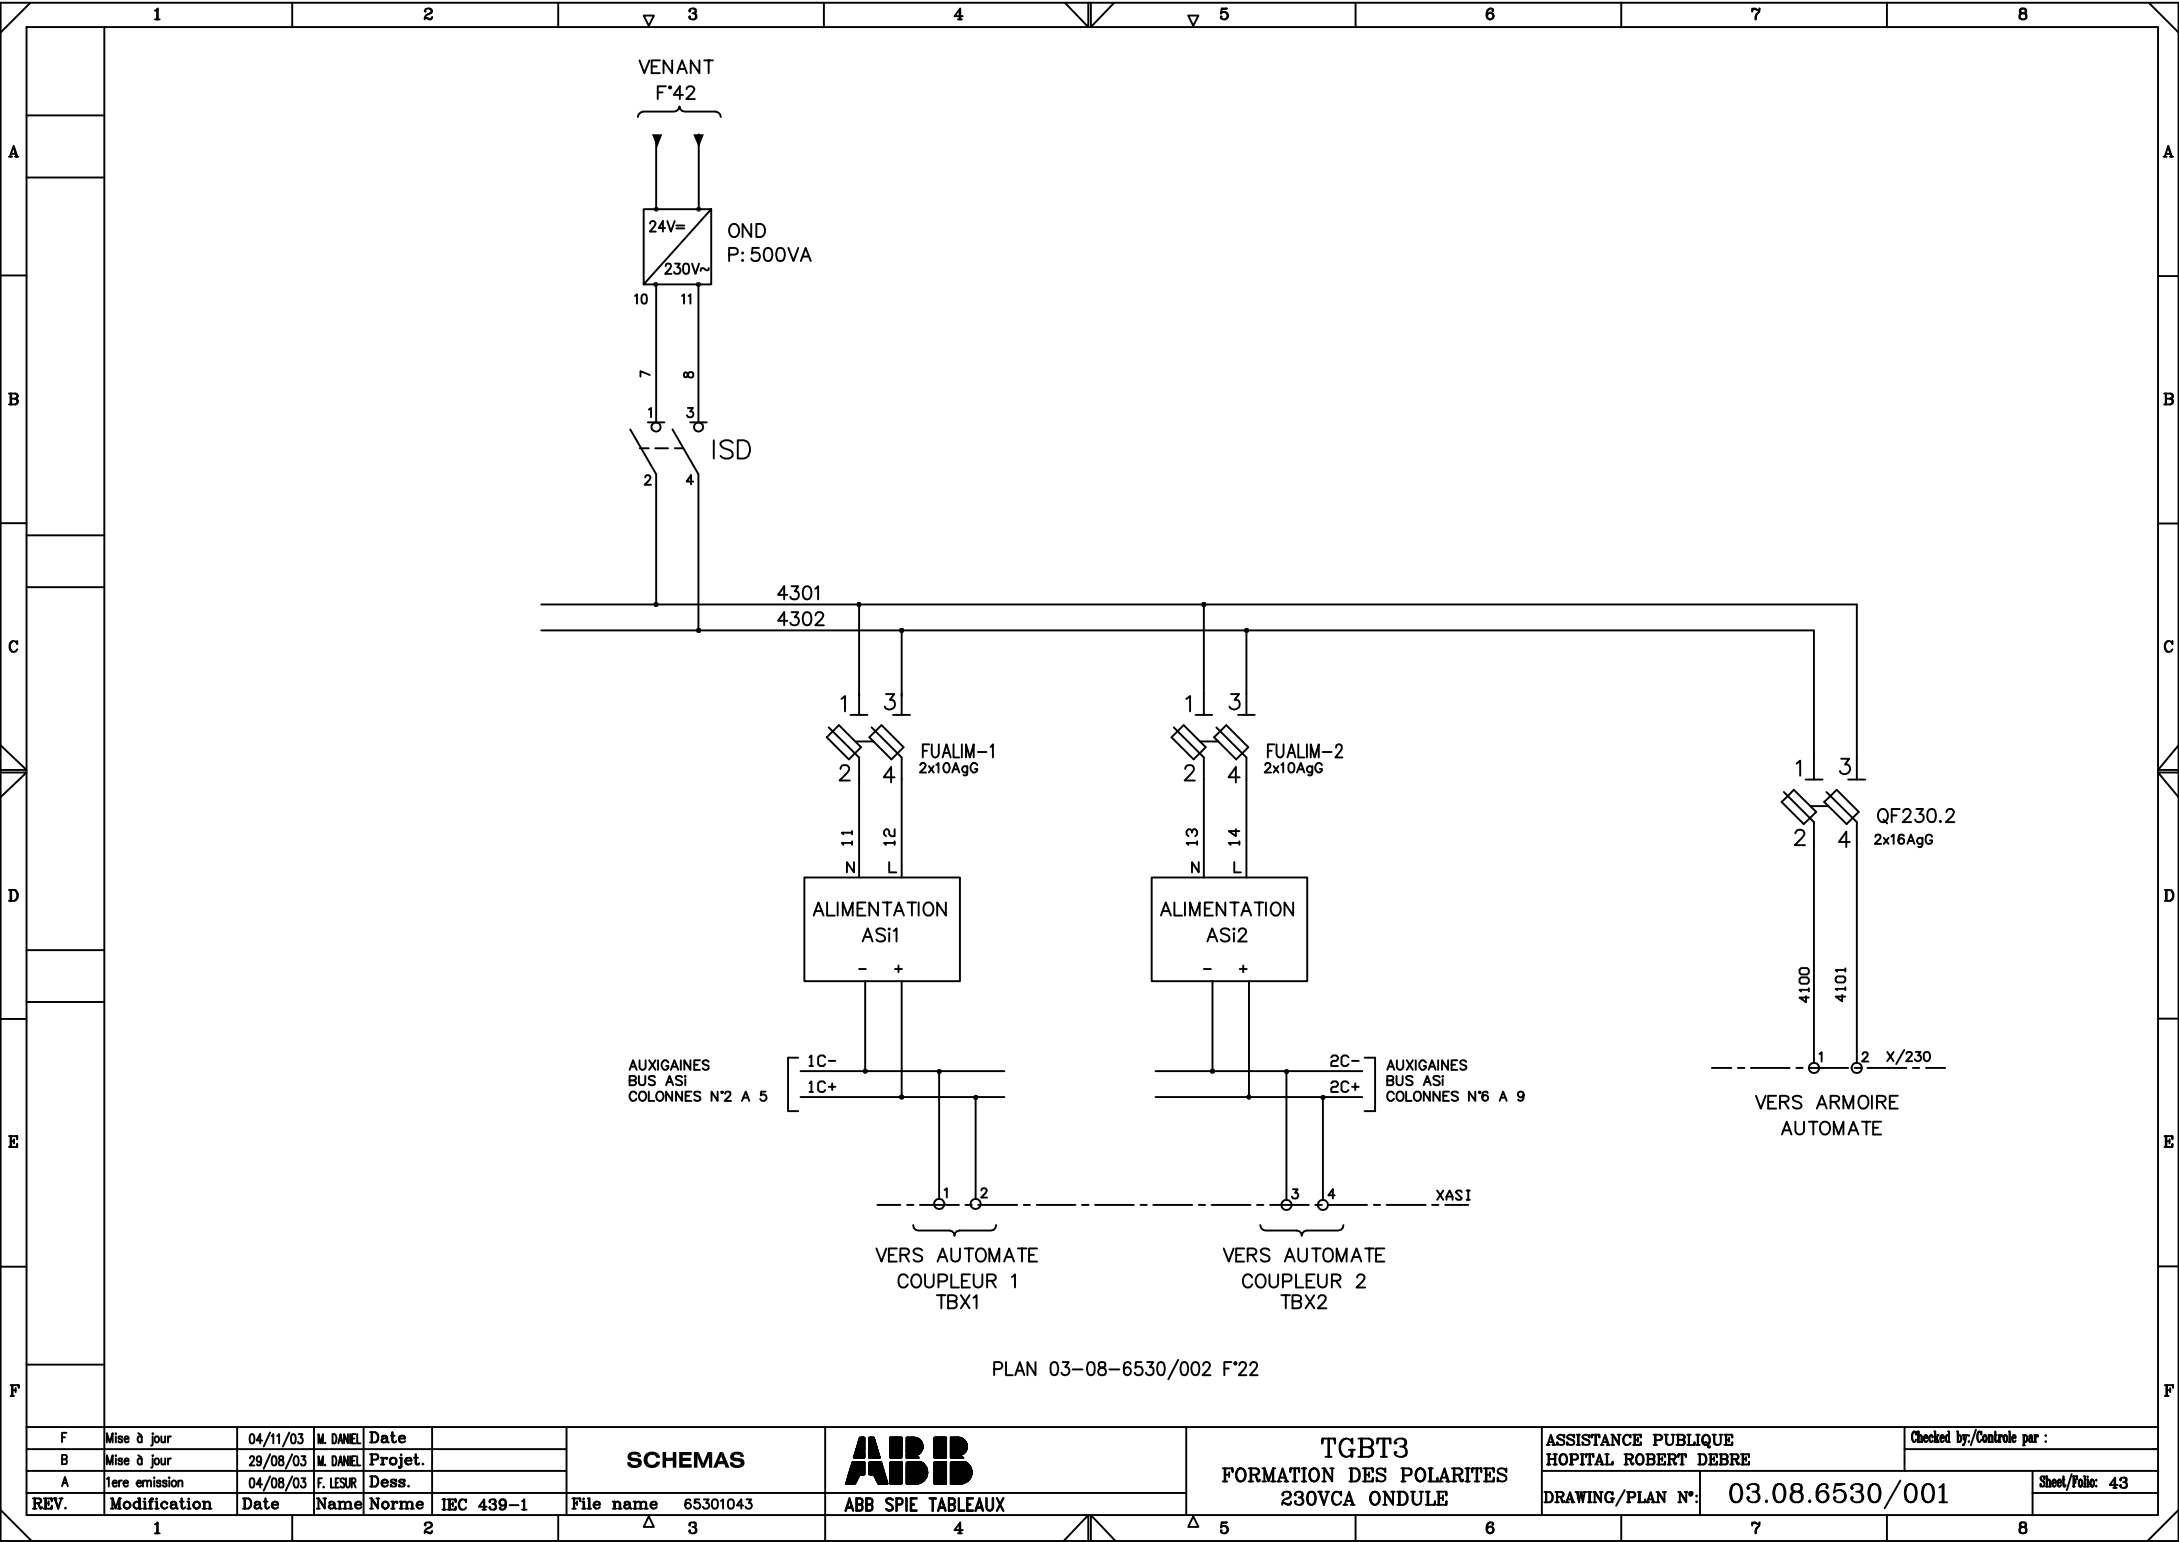 1 2 3 4 5 6 7 8
VENANT
F°42
A A
24V=
230V~
OND
P: 500VA
10 11
7 8
B B
1 3
ISD
2 4
4301
4302
C C
1 3
FUALIM-1
2x10AgG
2 4
1 3
FUALIM-2
2x10AgG
2 4
1 3
QF230.2
2x16AgG
2 4
11 12
N L
13 14
N L
D D
ALIMENTATION
ASi1
- +
ALIMENTATION
ASi2
- +
4100 4101
AUXIGAINES
BUS ASi
COLONNES N°2 A 5
1C-
1C+
2C-
2C+
AUXIGAINES
BUS ASi
COLONNES N°6 A 9
1 2 X/230
VERS ARMOIRE
AUTOMATE
E E
1 2 3 4 XASI
VERS AUTOMATE
COUPLEUR 1
TBX1
VERS AUTOMATE
COUPLEUR 2
TBX2
PLAN 03-08-6530/002 F°22
F F
F Mise à jour 04/11/03 M. DANIEL Date
B Mise à jour 29/08/03 M. DANIEL Projet.
A 1ere emission 04/08/03 F. LESUR Dess.
REV. Modification Date Name Norme IEC 439-1
SCHEMAS
File name 65301043
ABB
ABB SPIE TABLEAUX
TGBT3
FORMATION DES POLARITES
230VCA ONDULE
ASSISTANCE PUBLIQUE
HOPITAL ROBERT DEBRE
Checked by:/Controle par :
DRAWING/PLAN N°: 03.08.6530/001
Sheet/Folio: 43
1 2 3 4 5 6 7 8